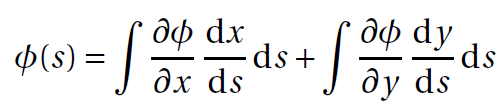 ϕ(s) = ∫ ∂ϕ/∂x dx/ds ds + ∫ ∂ϕ/∂y dy/ds ds